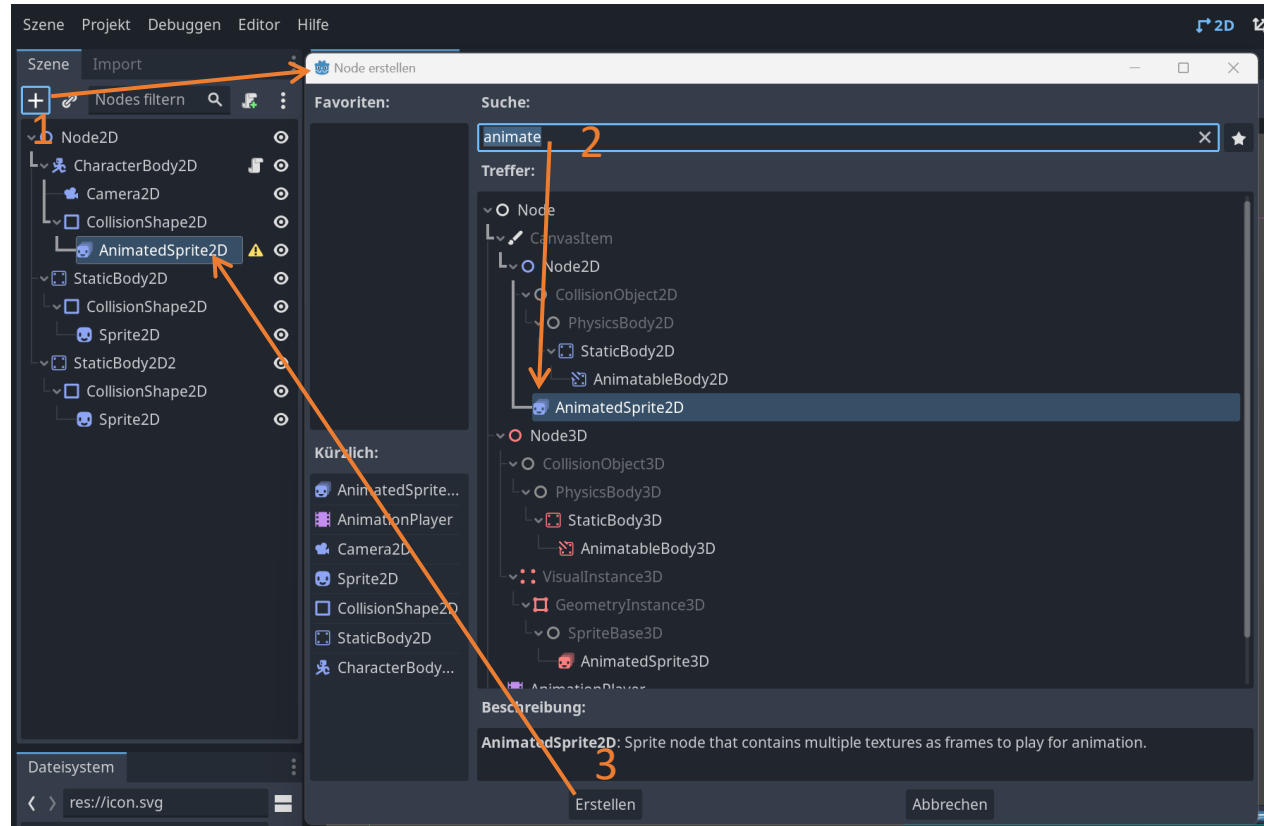 Szene Projekt Debuggen Editor Hilfe
2D
Szene Import
Node erstellen
Nodes filtern
1
Node2D
CharacterBody2D
Camera2D
CollisionShape2D
AnimatedSprite2D
StaticBody2D
CollisionShape2D
Sprite2D
StaticBody2D2
CollisionShape2D
Sprite2D
Dateisystem
res://icon.svg
Favoriten:
Kürzlich:
AnimatedSprite...
AnimationPlayer
Camera2D
Sprite2D
CollisionShape2D
StaticBody2D
CharacterBody...
Suche:
animate
2
Treffer:
Node
CanvasItem
Node2D
CollisionObject2D
PhysicsBody2D
StaticBody2D
AnimatableBody2D
AnimatedSprite2D
Node3D
CollisionObject3D
PhysicsBody3D
StaticBody3D
AnimatableBody3D
VisualInstance3D
GeometryInstance3D
SpriteBase3D
AnimatedSprite3D
AnimationPlayer
Beschreibung:
AnimatedSprite2D: Sprite node that contains multiple textures as frames to play for animation.
3
Erstellen Abbrechen